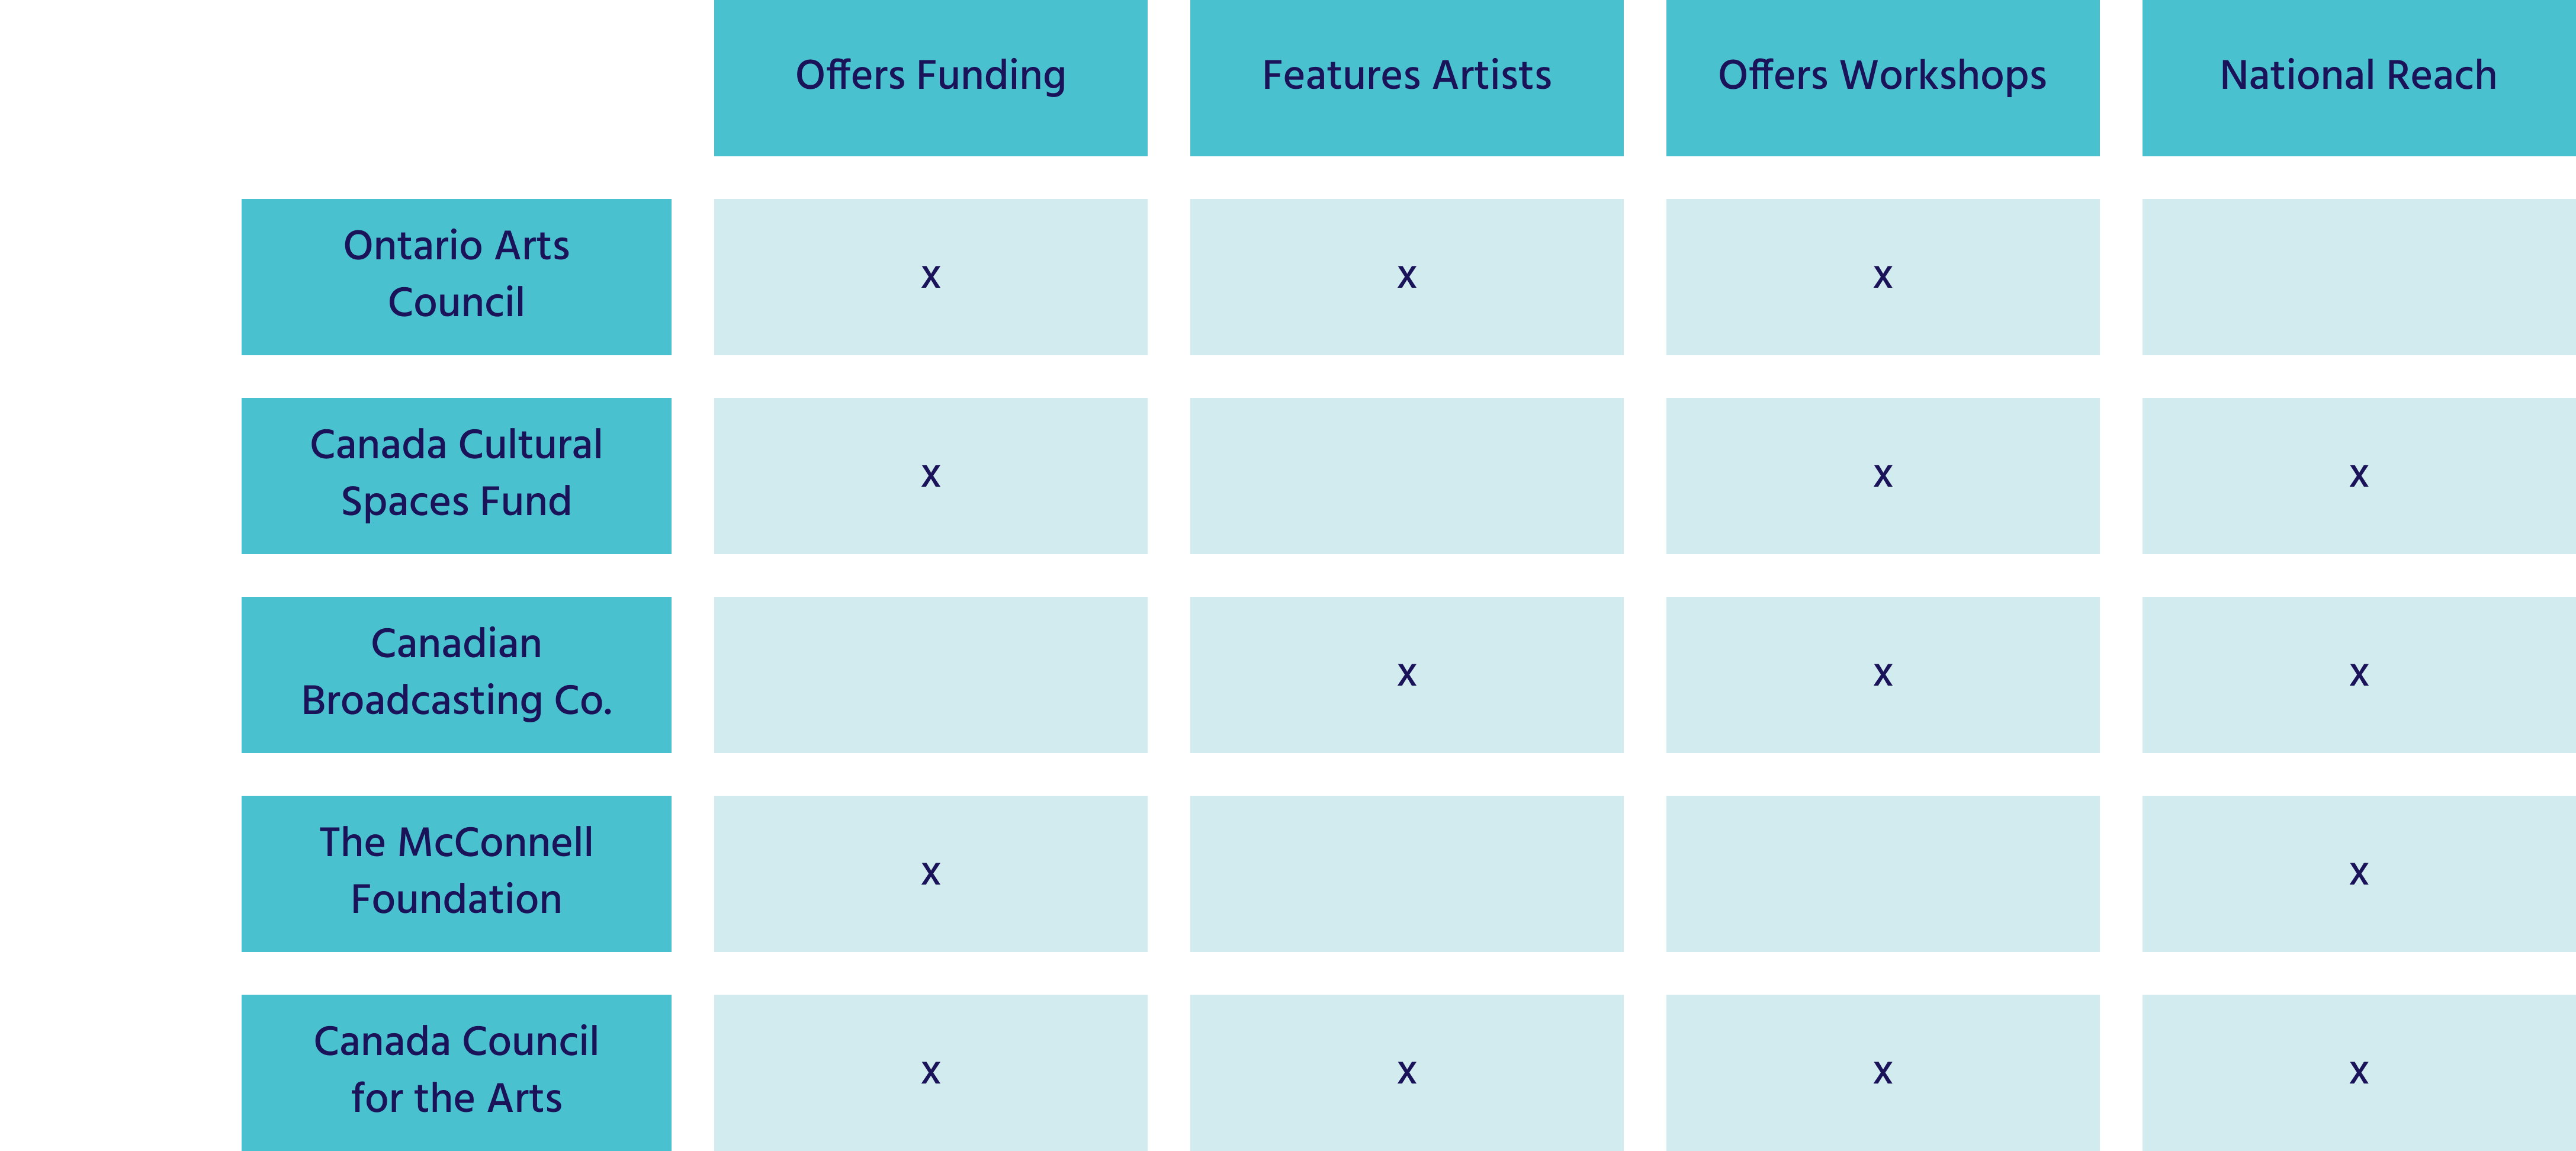 Offers Funding
Features Artists
Offers Workshops
National Reach
Ontario Arts
Council
x
x
x
Canada Cultural
Spaces Fund
x
x
x
Canadian
Broadcasting Co.
x
x
x
The McConnell
Foundation
x
x
Canada Council
for the Arts
x
x
x
x